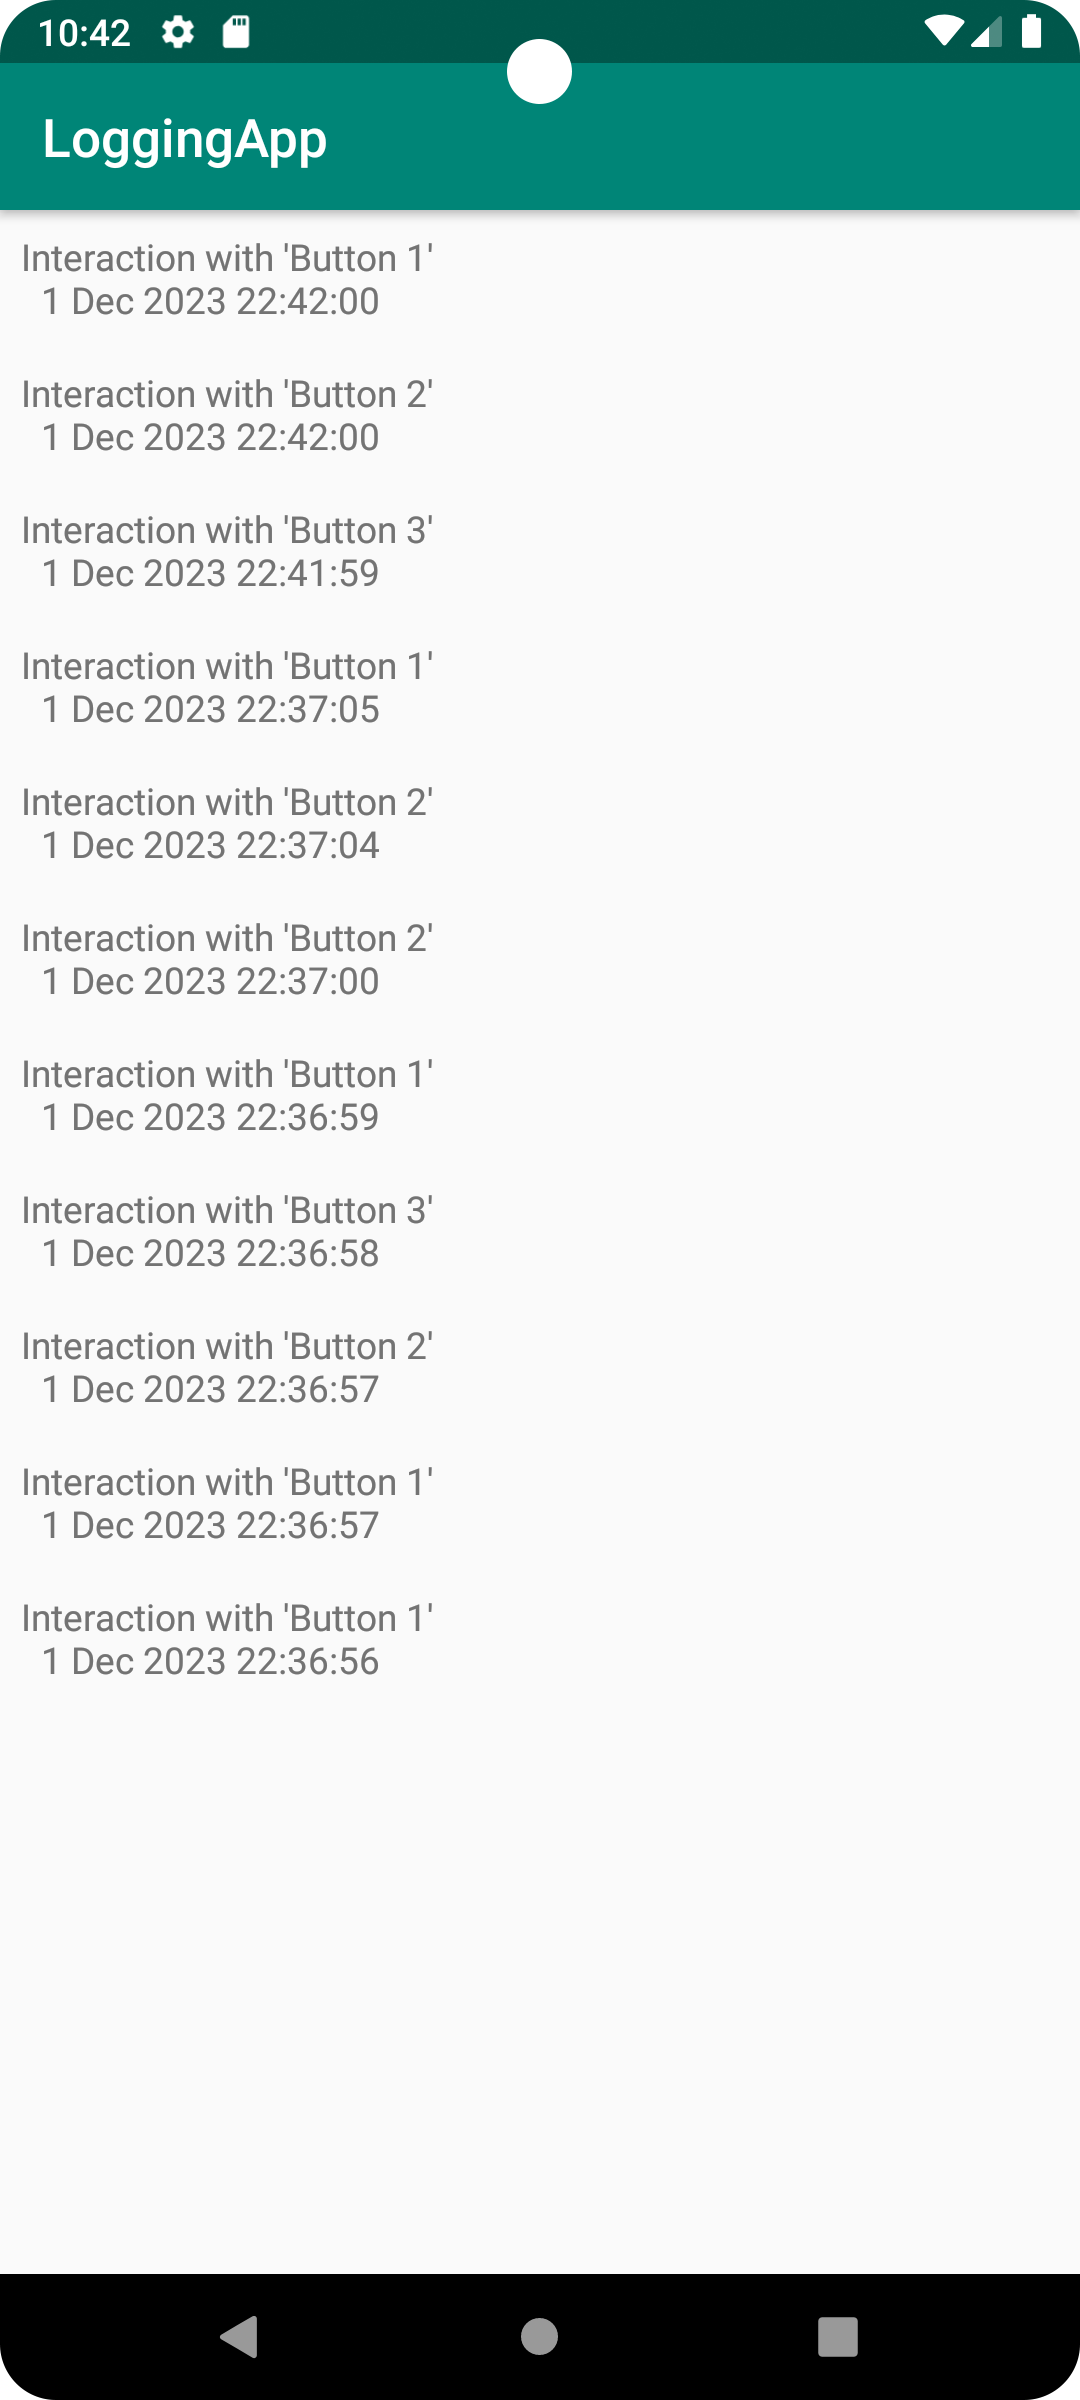 10:42
LoggingApp
Interaction with 'Button 1'
1 Dec 2023 22:42:00
Interaction with 'Button 2'
1 Dec 2023 22:42:00
Interaction with 'Button 3'
1 Dec 2023 22:41:59
Interaction with 'Button 1'
1 Dec 2023 22:37:05
Interaction with 'Button 2'
1 Dec 2023 22:37:04
Interaction with 'Button 2'
1 Dec 2023 22:37:00
Interaction with 'Button 1'
1 Dec 2023 22:36:59
Interaction with 'Button 3'
1 Dec 2023 22:36:58
Interaction with 'Button 2'
1 Dec 2023 22:36:57
Interaction with 'Button 1'
1 Dec 2023 22:36:57
Interaction with 'Button 1'
1 Dec 2023 22:36:56